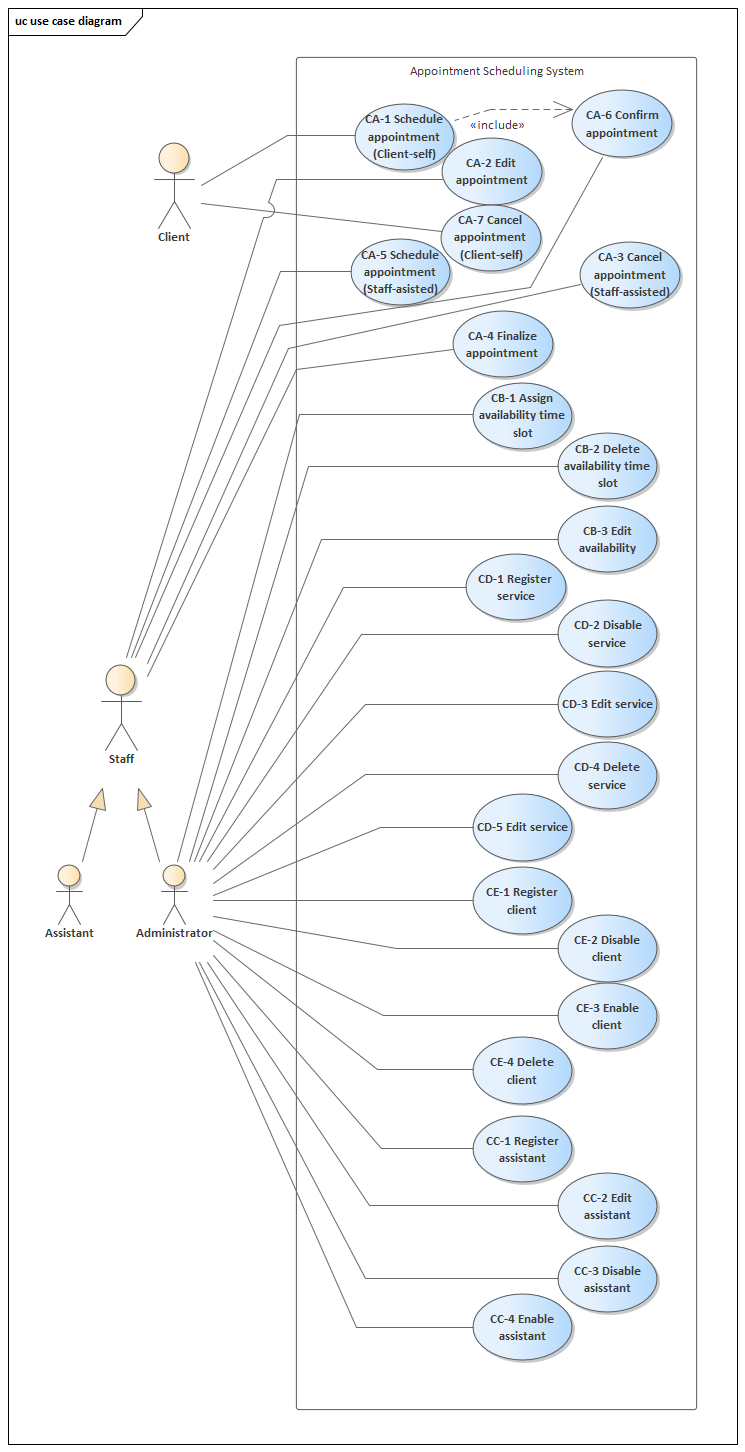 uc use case diagram
Appointment Scheduling System
CA-1 Schedule
appointment
(Client-self)
«include»
CA-6 Confirm
appointment
CA-2 Edit
appointment
Client
CA-7 Cancel
appointment
(Client-self)
CA-5 Schedule
appointment
(Staff-asisted)
CA-3 Cancel
appointment
(Staff-assisted)
CA-4 Finalize
appointment
CB-1 Assign
availability time
slot
CB-2 Delete
availability time
slot
CB-3 Edit
availability
CD-1 Register
service
CD-2 Disable
service
CD-3 Edit service
Staff
CD-4 Delete
service
CD-5 Edit service
CE-1 Register
client
Assistant
Administrator
CE-2 Disable
client
CE-3 Enable
client
CE-4 Delete
client
CC-1 Register
assistant
CC-2 Edit
assistant
CC-3 Disable
asisstant
CC-4 Enable
assistant